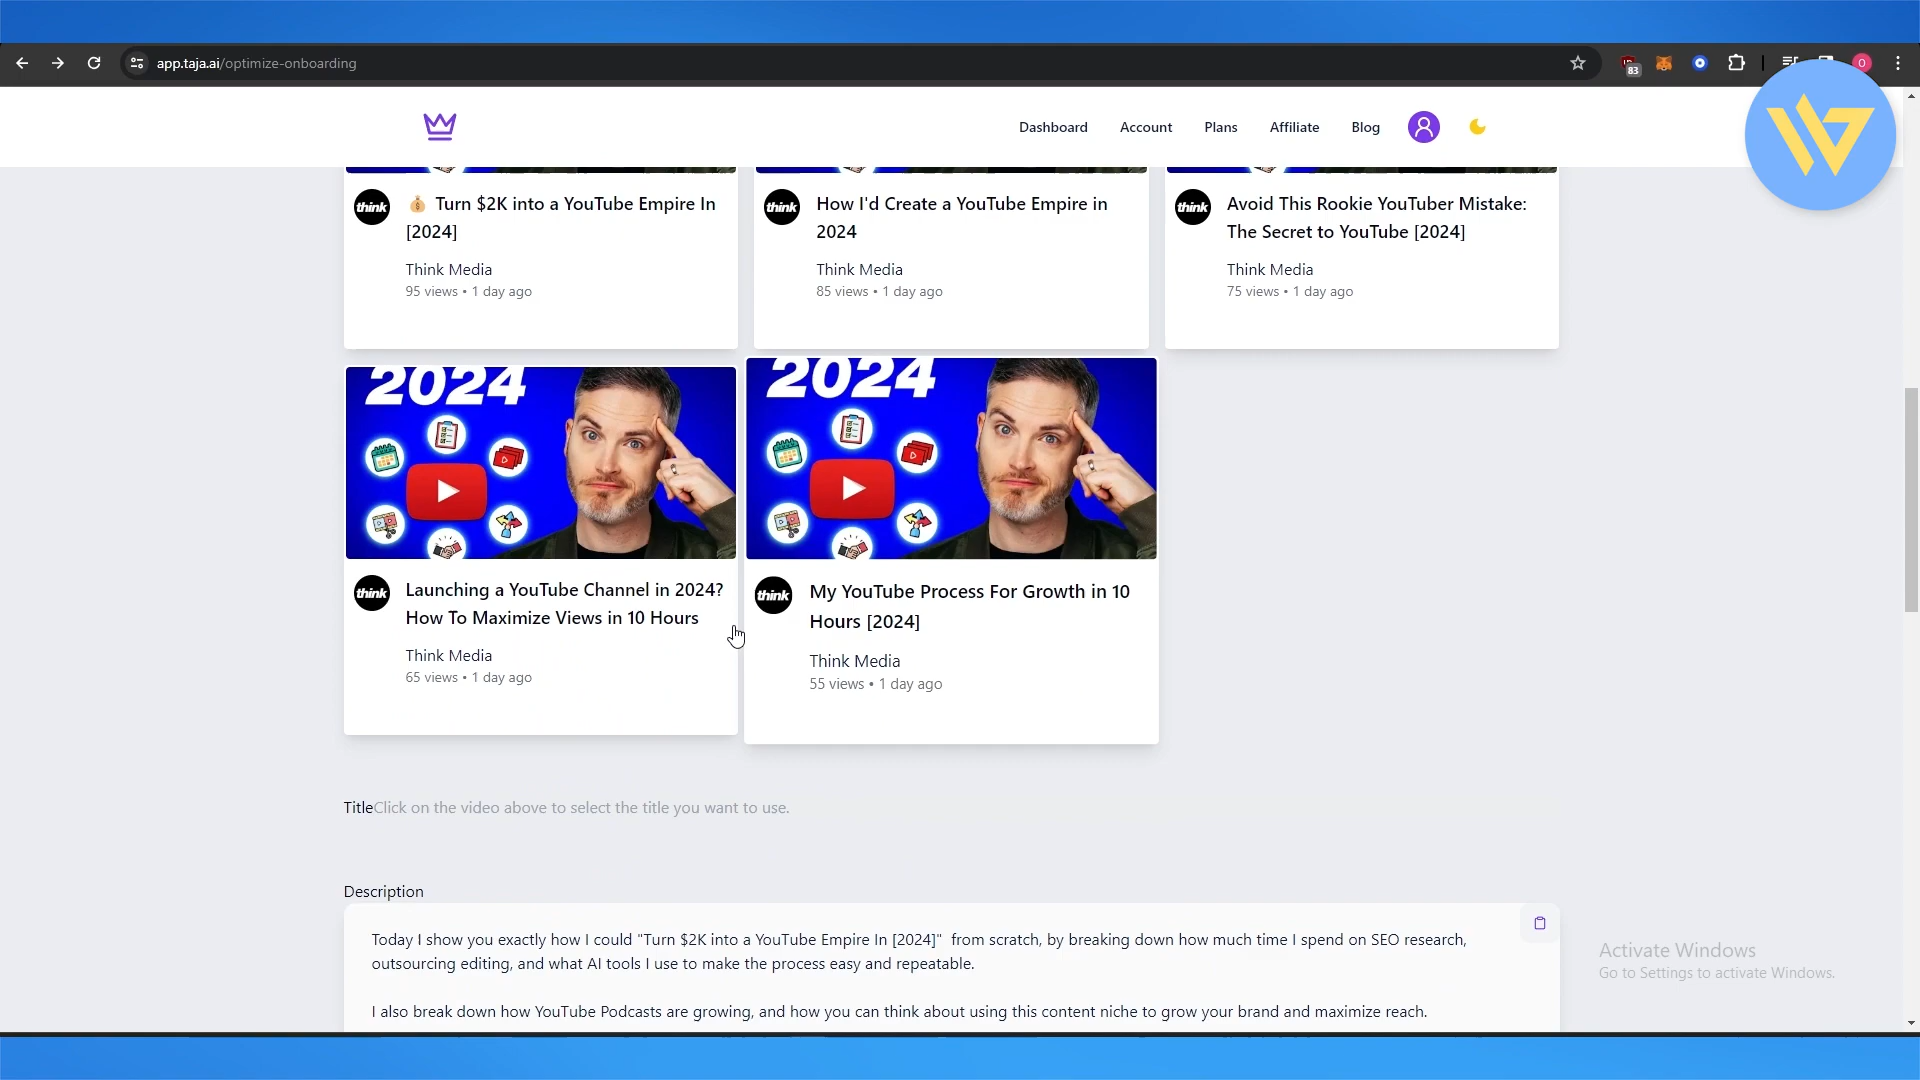 app.taja.ai/optimize-onboarding
83
O
Dashboard Account Plans Affiliate Blog
think
💰 Turn $2K into a YouTube Empire In
[2024]
Think Media
95 views • 1 day ago
think
How I'd Create a YouTube Empire in
2024
Think Media
85 views • 1 day ago
think
Avoid This Rookie YouTuber Mistake:
The Secret to YouTube [2024]
Think Media
75 views • 1 day ago
2024
think
Launching a YouTube Channel in 2024?
How To Maximize Views in 10 Hours
Think Media
65 views • 1 day ago
2024
think
My YouTube Process For Growth in 10
Hours [2024]
Think Media
55 views • 1 day ago
TitleClick on the video above to select the title you want to use.
Description
Today I show you exactly how I could "Turn $2K into a YouTube Empire In [2024]" from scratch, by breaking down how much time I spend on SEO research,
outsourcing editing, and what AI tools I use to make the process easy and repeatable.
I also break down how YouTube Podcasts are growing, and how you can think about using this content niche to grow your brand and maximize reach.
Activate Windows
Go to Settings to activate Windows.